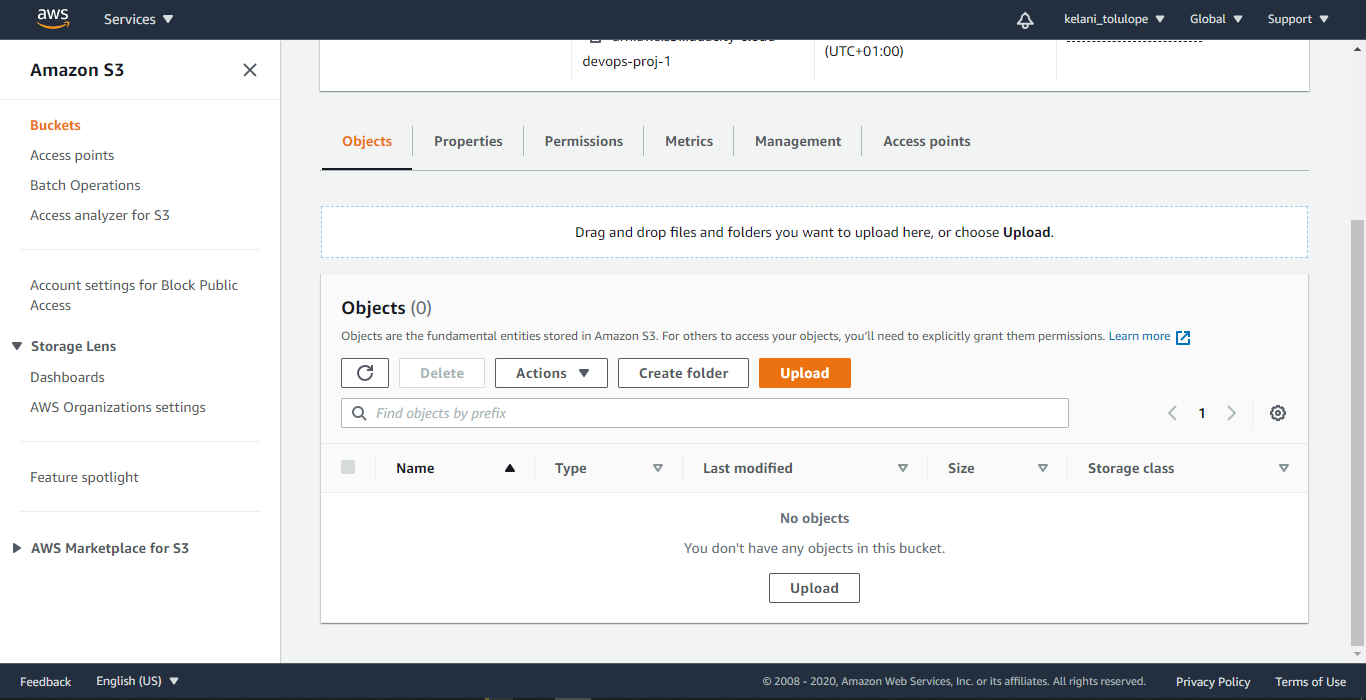 aws
Services
kelani_tolulope
Global
Support
Amazon S3
Buckets
Access points
Batch Operations
Access analyzer for S3
Account settings for Block Public
Access
Storage Lens
Dashboards
AWS Organizations settings
Feature spotlight
AWS Marketplace for S3
devops-proj-1
(UTC+01:00)
Objects
Properties
Permissions
Metrics
Management
Access points
Drag and drop files and folders you want to upload here, or choose Upload.
Objects (0)
Objects are the fundamental entities stored in Amazon S3. For others to access your objects, you'll need to explicitly grant them permissions. Learn more
Delete
Actions
Create folder
Upload
Find objects by prefix
1
Name
Type
Last modified
Size
Storage class
No objects
You don't have any objects in this bucket.
Upload
Feedback
English (US)
© 2008 - 2020, Amazon Web Services, Inc. or its affiliates. All rights reserved.
Privacy Policy
Terms of Use